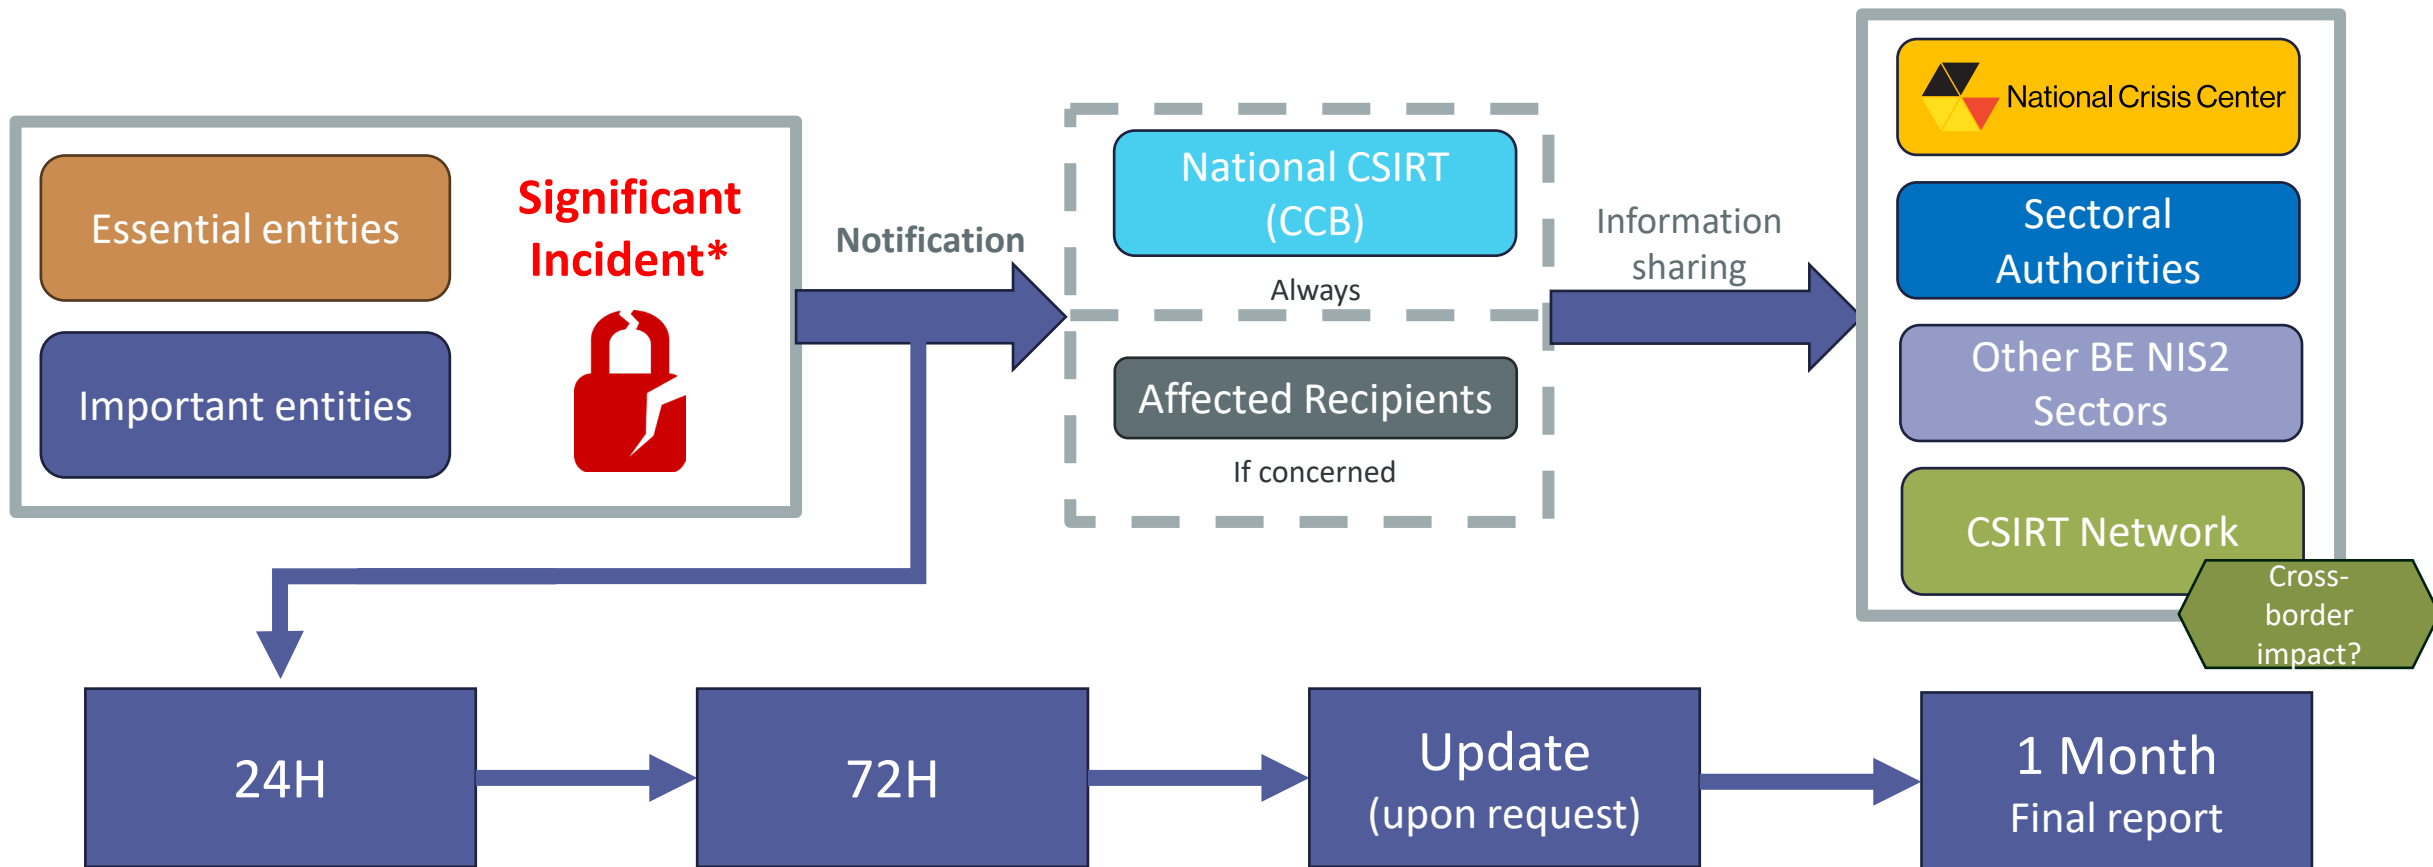 Essential entities
Important entities
Significant
Incident*
Notification
National CSIRT
(CCB)
Always
Affected Recipients
If concerned
Information
sharing
National Crisis Center
Sectoral
Authorities
Other BE NIS2
Sectors
CSIRT Network
Cross-
border
impact?
24H
72H
Update
(upon request)
1 Month
Final report